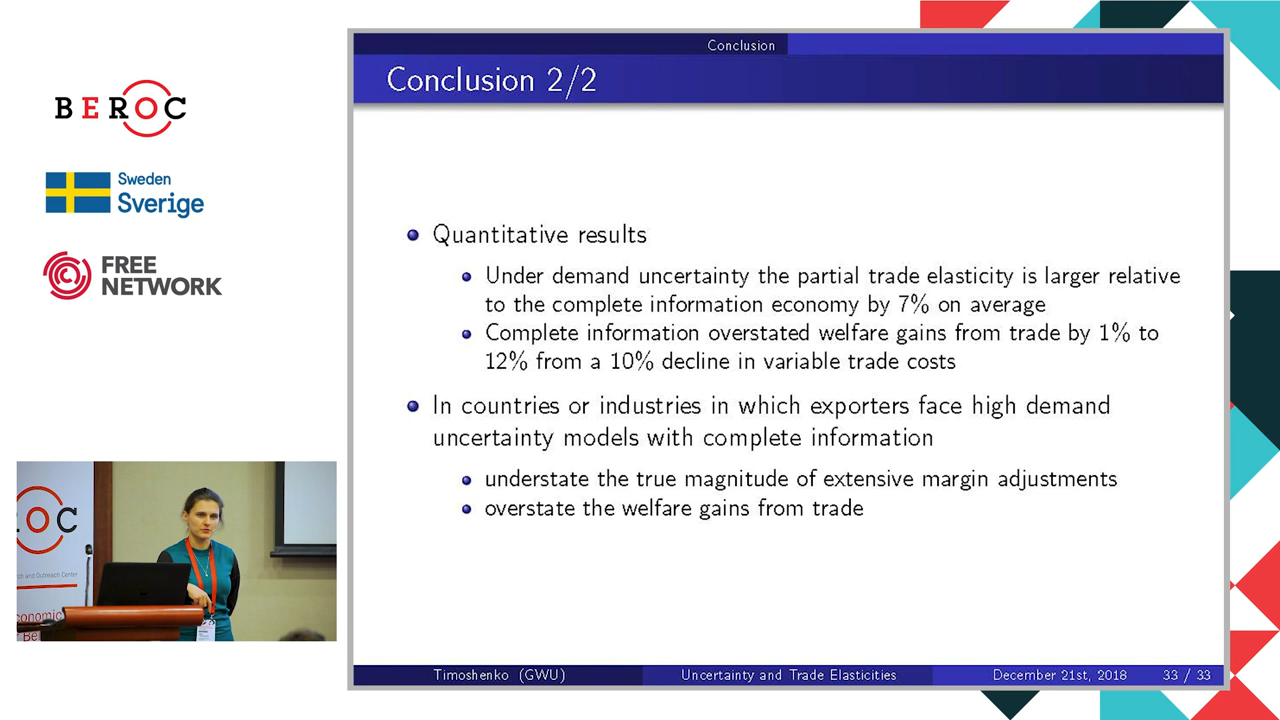 BEROC
Sweden
Sverige
FREE
NETWORK
Conclusion
Conclusion 2/2
Quantitative results
Under demand uncertainty the partial trade elasticity is larger relative
to the complete information economy by 7% on average
Complete information overstated welfare gains from trade by 1% to
12% from a 10% decline in variable trade costs
In countries or industries in which exporters face high demand
uncertainty models with complete information
understate the true magnitude of extensive margin adjustments
overstate the welfare gains from trade
Timoshenko (GWU) Uncertainty and Trade Elasticities December 21st, 2018 33 / 33
ROC
and Outreach Center